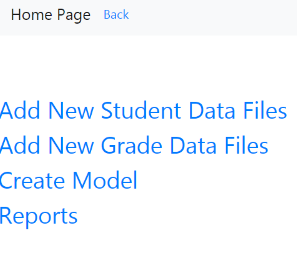 Home Page Back
Add New Student Data Files
Add New Grade Data Files
Create Model
Reports